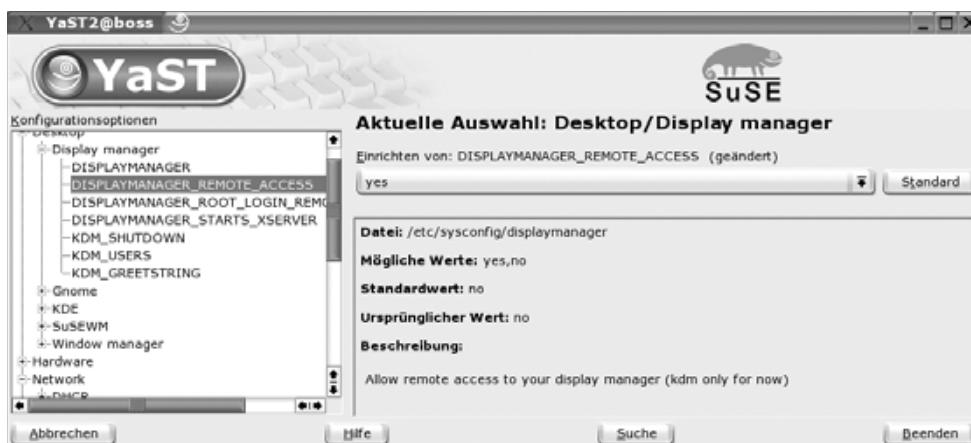 YaST2@boss
YaST
SuSE
Konfigurationsoptionen
Desktop
Display manager
DISPLAYMANAGER
DISPLAYMANAGER_REMOTE_ACCESS
DISPLAYMANAGER_ROOT_LOGIN_REMO
DISPLAYMANAGER_STARTS_XSERVER
KDM_SHUTDOWN
KDM_USERS
KDM_GREETSTRING
Gnome
KDE
SuSEWM
Window manager
Hardware
Network
DHCP
Aktuelle Auswahl: Desktop/Display manager
Einrichten von: DISPLAYMANAGER_REMOTE_ACCESS (geändert)
yes
Standard
Datei: /etc/sysconfig/displaymanager
Mögliche Werte: yes,no
Standardwert: no
Ursprünglicher Wert: no
Beschreibung:
Allow remote access to your display manager (kdm only for now)
Abbrechen
Hilfe
Suche
Beenden